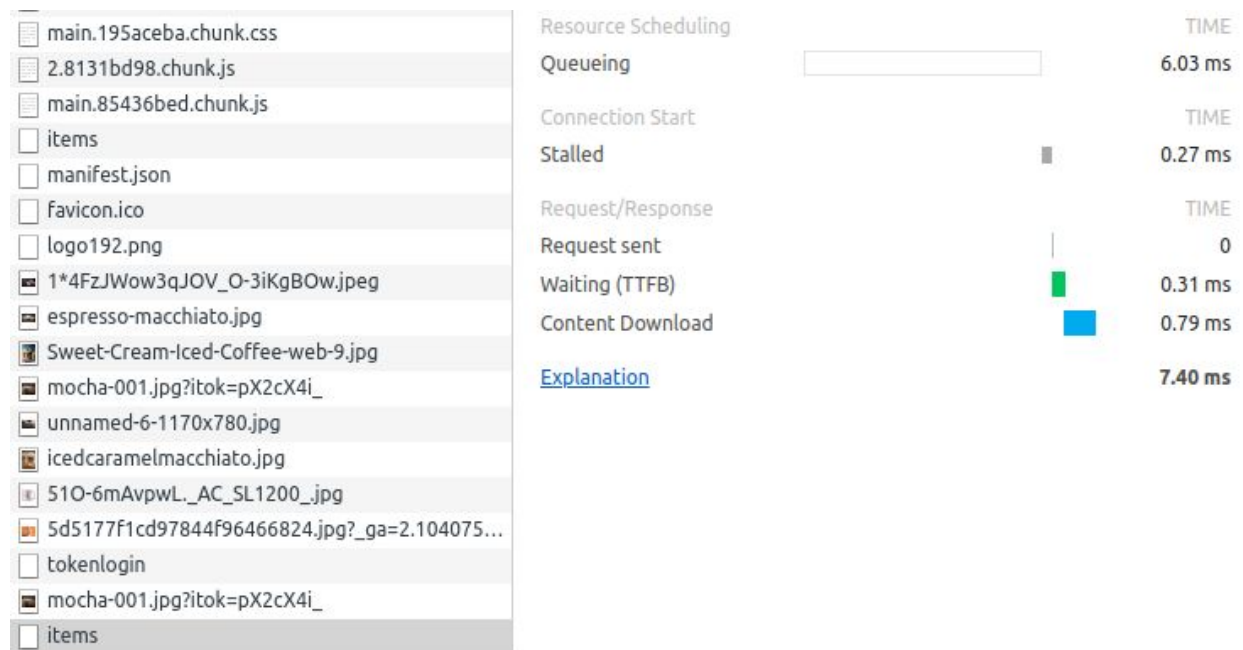 main.195aceba.chunk.css
2.8131bd98.chunk.js
main.85436bed.chunk.js
items
manifest.json
favicon.ico
logo192.png
1*4FzJWow3qJOV_O-3iKgBOw.jpeg
espresso-macchiato.jpg
Sweet-Cream-Iced-Coffee-web-9.jpg
mocha-001.jpg?itok=pX2cX4i_
unnamed-6-1170x780.jpg
icedcaramelmacchiato.jpg
51O-6mAvpwL._AC_SL1200_.jpg
5d5177f1cd97844f96466824.jpg?_ga=2.104075...
tokenlogin
mocha-001.jpg?itok=pX2cX4i_
items
Resource Scheduling TIME
Queueing 6.03 ms
Connection Start TIME
Stalled 0.27 ms
Request/Response TIME
Request sent 0
Waiting (TTFB) 0.31 ms
Content Download 0.79 ms
Explanation 7.40 ms